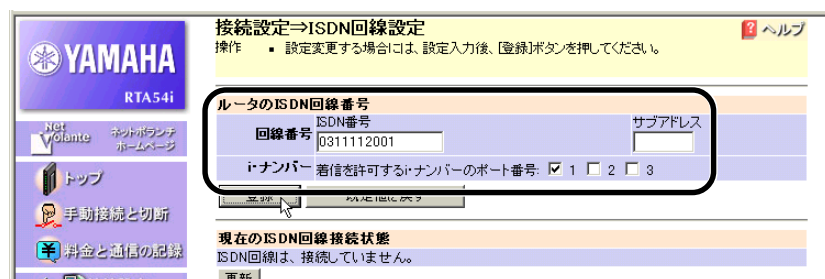 YAMAHA
RTA54i
Net Volante ネットボランチ
ホームページ
トップ
手動接続と切断
料金と通信の記録
接続設定⇒ISDN回線設定
ヘルプ
操作 ▪ 設定変更する場合には、設定入力後、[登録]ボタンを押してください。
ルータのISDN回線番号
ISDN番号 サブアドレス
回線番号 0311112001
i・ナンバー 着信を許可するi・ナンバーのポート番号: 1 2 3
登録 既定値に戻す
現在のISDN回線接続状態
ISDN回線は、接続していません。
更新